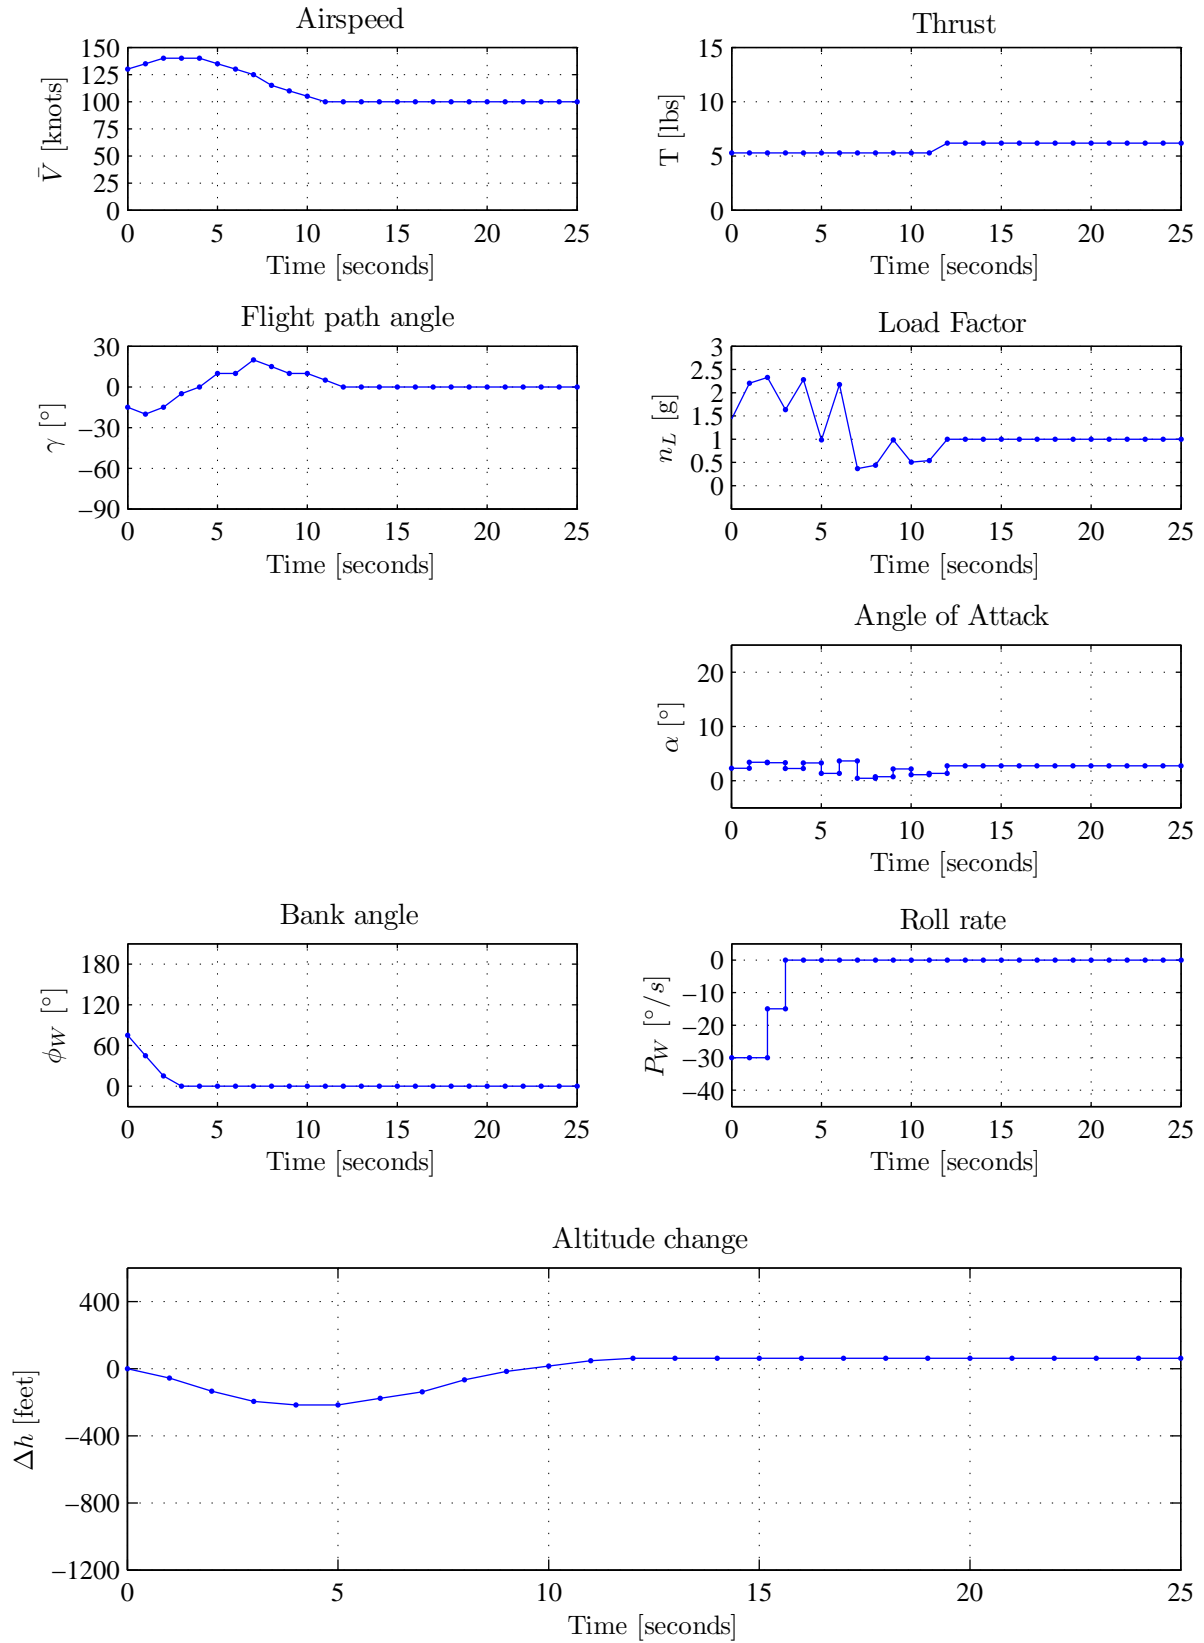 Airspeed
V̄ [knots]
150
125
100
75
50
25
0
0 5 10 15 20 25
Time [seconds]
Thrust
T [lbs]
15
10
5
0
0 5 10 15 20 25
Time [seconds]
Flight path angle
γ [°]
30
0
−30
−60
−90
0 5 10 15 20 25
Time [seconds]
Load Factor
n_L [g]
3
2.5
2
1.5
1
0.5
0
0 5 10 15 20 25
Time [seconds]
Angle of Attack
α [°]
20
10
0
0 5 10 15 20 25
Time [seconds]
Bank angle
ϕ_W [°]
180
120
60
0
0 5 10 15 20 25
Time [seconds]
Roll rate
P_W [°/s]
0
−10
−20
−30
−40
0 5 10 15 20 25
Time [seconds]
Altitude change
Δh [feet]
400
0
−400
−800
−1200
0 5 10 15 20 25
Time [seconds]